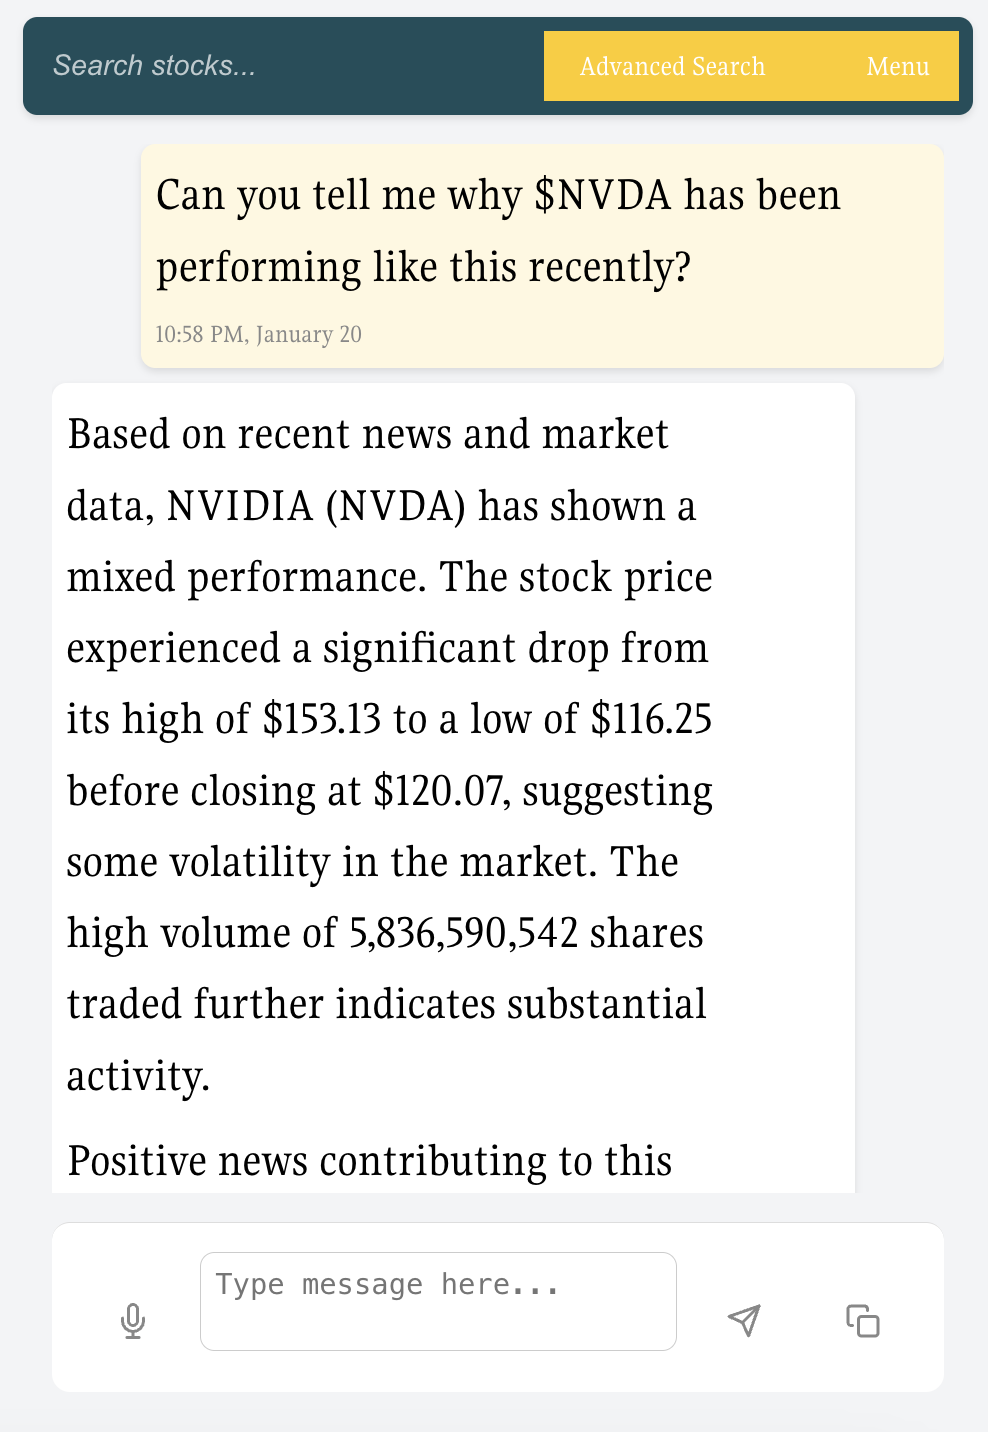 Search stocks...
Advanced Search
Menu
Can you tell me why $NVDA has been
performing like this recently?
10:58 PM, January 20
Based on recent news and market
data, NVIDIA (NVDA) has shown a
mixed performance. The stock price
experienced a significant drop from
its high of $153.13 to a low of $116.25
before closing at $120.07, suggesting
some volatility in the market. The
high volume of 5,836,590,542 shares
traded further indicates substantial
activity.
Positive news contributing to this
Type message here...